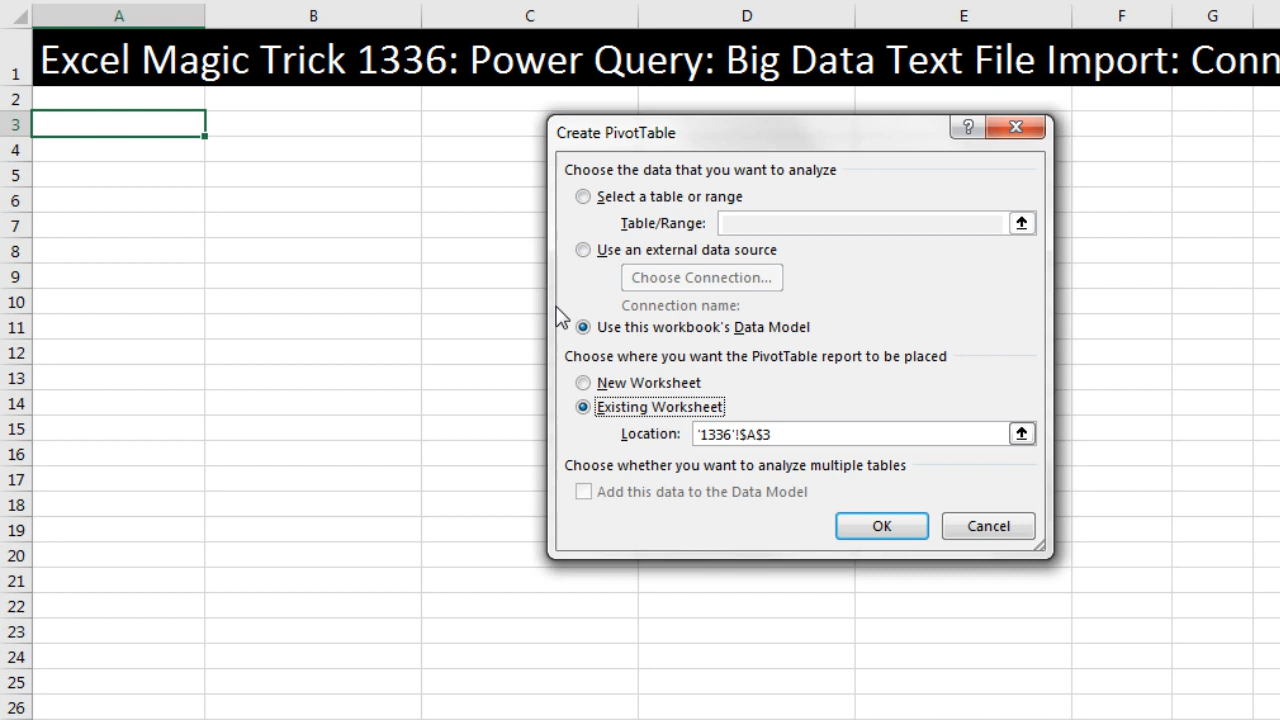 A B C D E F G
1 Excel Magic Trick 1336: Power Query: Big Data Text File Import: Conn
2
3
4
5
6
7
8
9
10
11
12
13
14
15
16
17
18
19
20
21
22
23
24
25
26
Create PivotTable ?
Choose the data that you want to analyze
Select a table or range
Table/Range:
Use an external data source
Choose Connection...
Connection name:
Use this workbook's Data Model
Choose where you want the PivotTable report to be placed
New Worksheet
Existing Worksheet
Location: '1336'!$A$3
Choose whether you want to analyze multiple tables
Add this data to the Data Model
OK Cancel